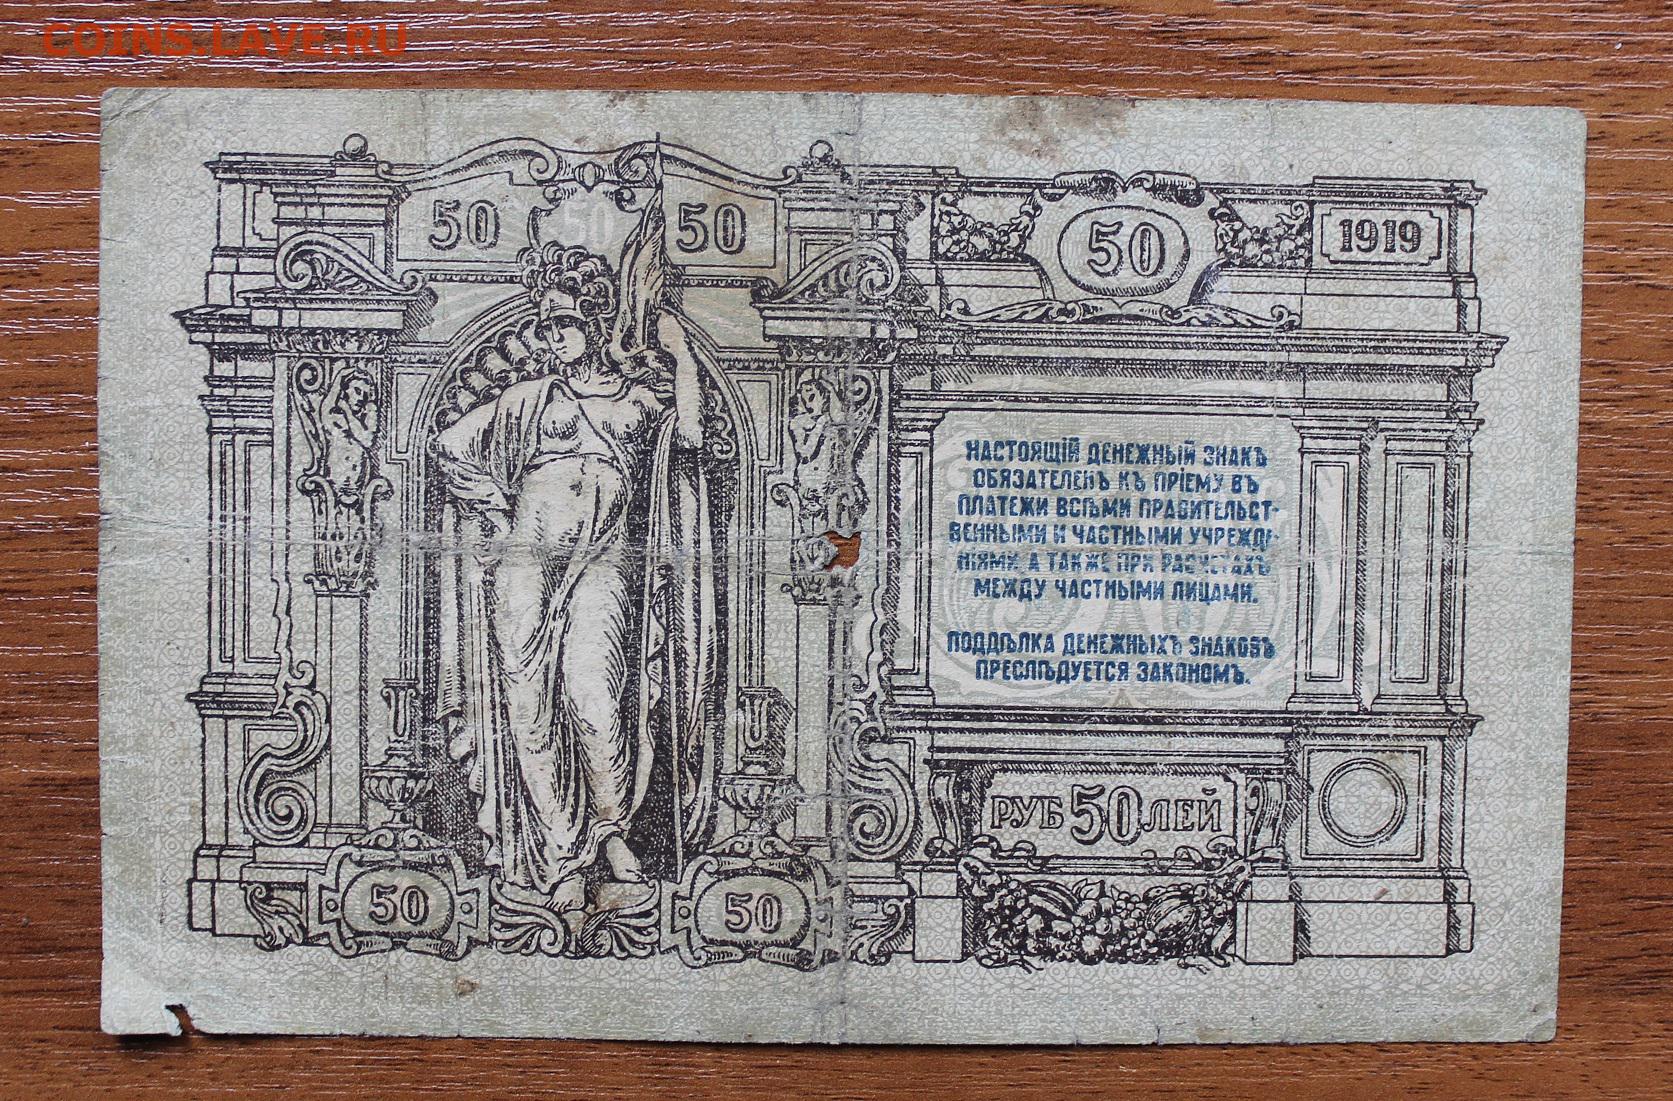 COINS.LAVE.RU
50 50 50 50 1919
НАСТОЯЩІЙ ДЕНЕЖНЫЙ ЗНАКЪ
ОБЯЗАТЕЛЕНЪ КЪ ПРІЕМУ ВЪ
ПЛАТЕЖИ ВСѢМИ ПРАВИТЕЛЬСТ-
ВЕННЫМИ И ЧАСТНЫМИ УЧРЕЖДЕ-
НІЯМИ А ТАКЖЕ ПРИ РАСЧЕТАХЪ
МЕЖДУ ЧАСТНЫМИ ЛИЦАМИ.
ПОДДѢЛКА ДЕНЕЖНЫХЪ ЗНАКОВЪ
ПРЕСЛѢДУЕТСЯ ЗАКОНОМЪ.
РУБ 50 ЛЕЙ
50 50